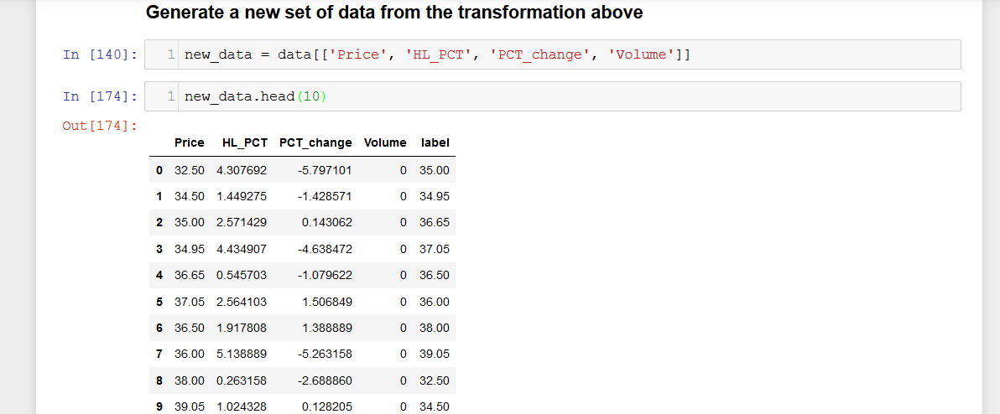 Generate a new set of data from the transformation above
In [140]: 1 new_data = data[['Price', 'HL_PCT', 'PCT_change', 'Volume']]
In [174]: 1 new_data.head(10)
Out[174]:
Price HL_PCT PCT_change Volume label
0 32.50 4.307692 -5.797101 0 35.00
1 34.50 1.449275 -1.428571 0 34.95
2 35.00 2.571429 0.143062 0 36.65
3 34.95 4.434907 -4.638472 0 37.05
4 36.65 0.545703 -1.079622 0 36.50
5 37.05 2.564103 1.506849 0 36.00
6 36.50 1.917808 1.388889 0 38.00
7 36.00 5.138889 -5.263158 0 39.05
8 38.00 0.263158 -2.688860 0 32.50
9 39.05 1.024328 0.128205 0 34.50